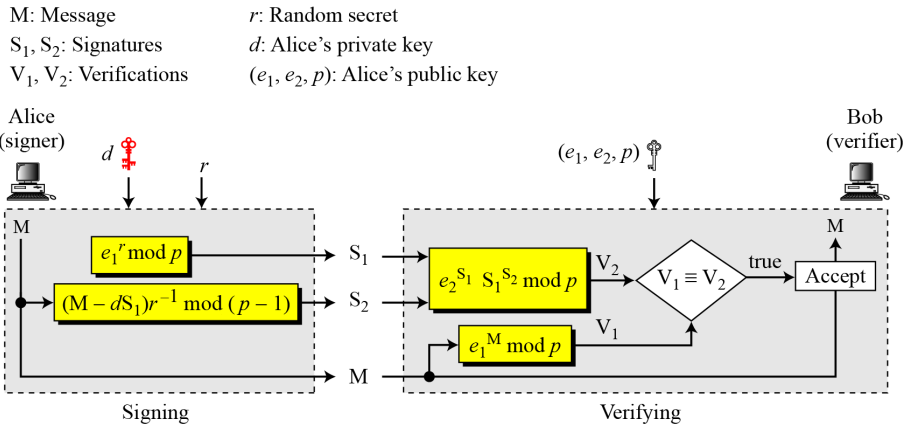 M: Message r: Random secret
S₁, S₂: Signatures d: Alice's private key
V₁, V₂: Verifications (e₁, e₂, p): Alice's public key
Alice
(signer)
Bob
(verifier)
d
r
(e₁, e₂, p)
M
e₁ʳ mod p
(M – dS₁)r⁻¹ mod (p – 1)
S₁
S₂
M
e₂^S₁ S₁^S₂ mod p
V₂
e₁^M mod p
V₁
V₁ ≡ V₂
true
Accept
M
Signing
Verifying